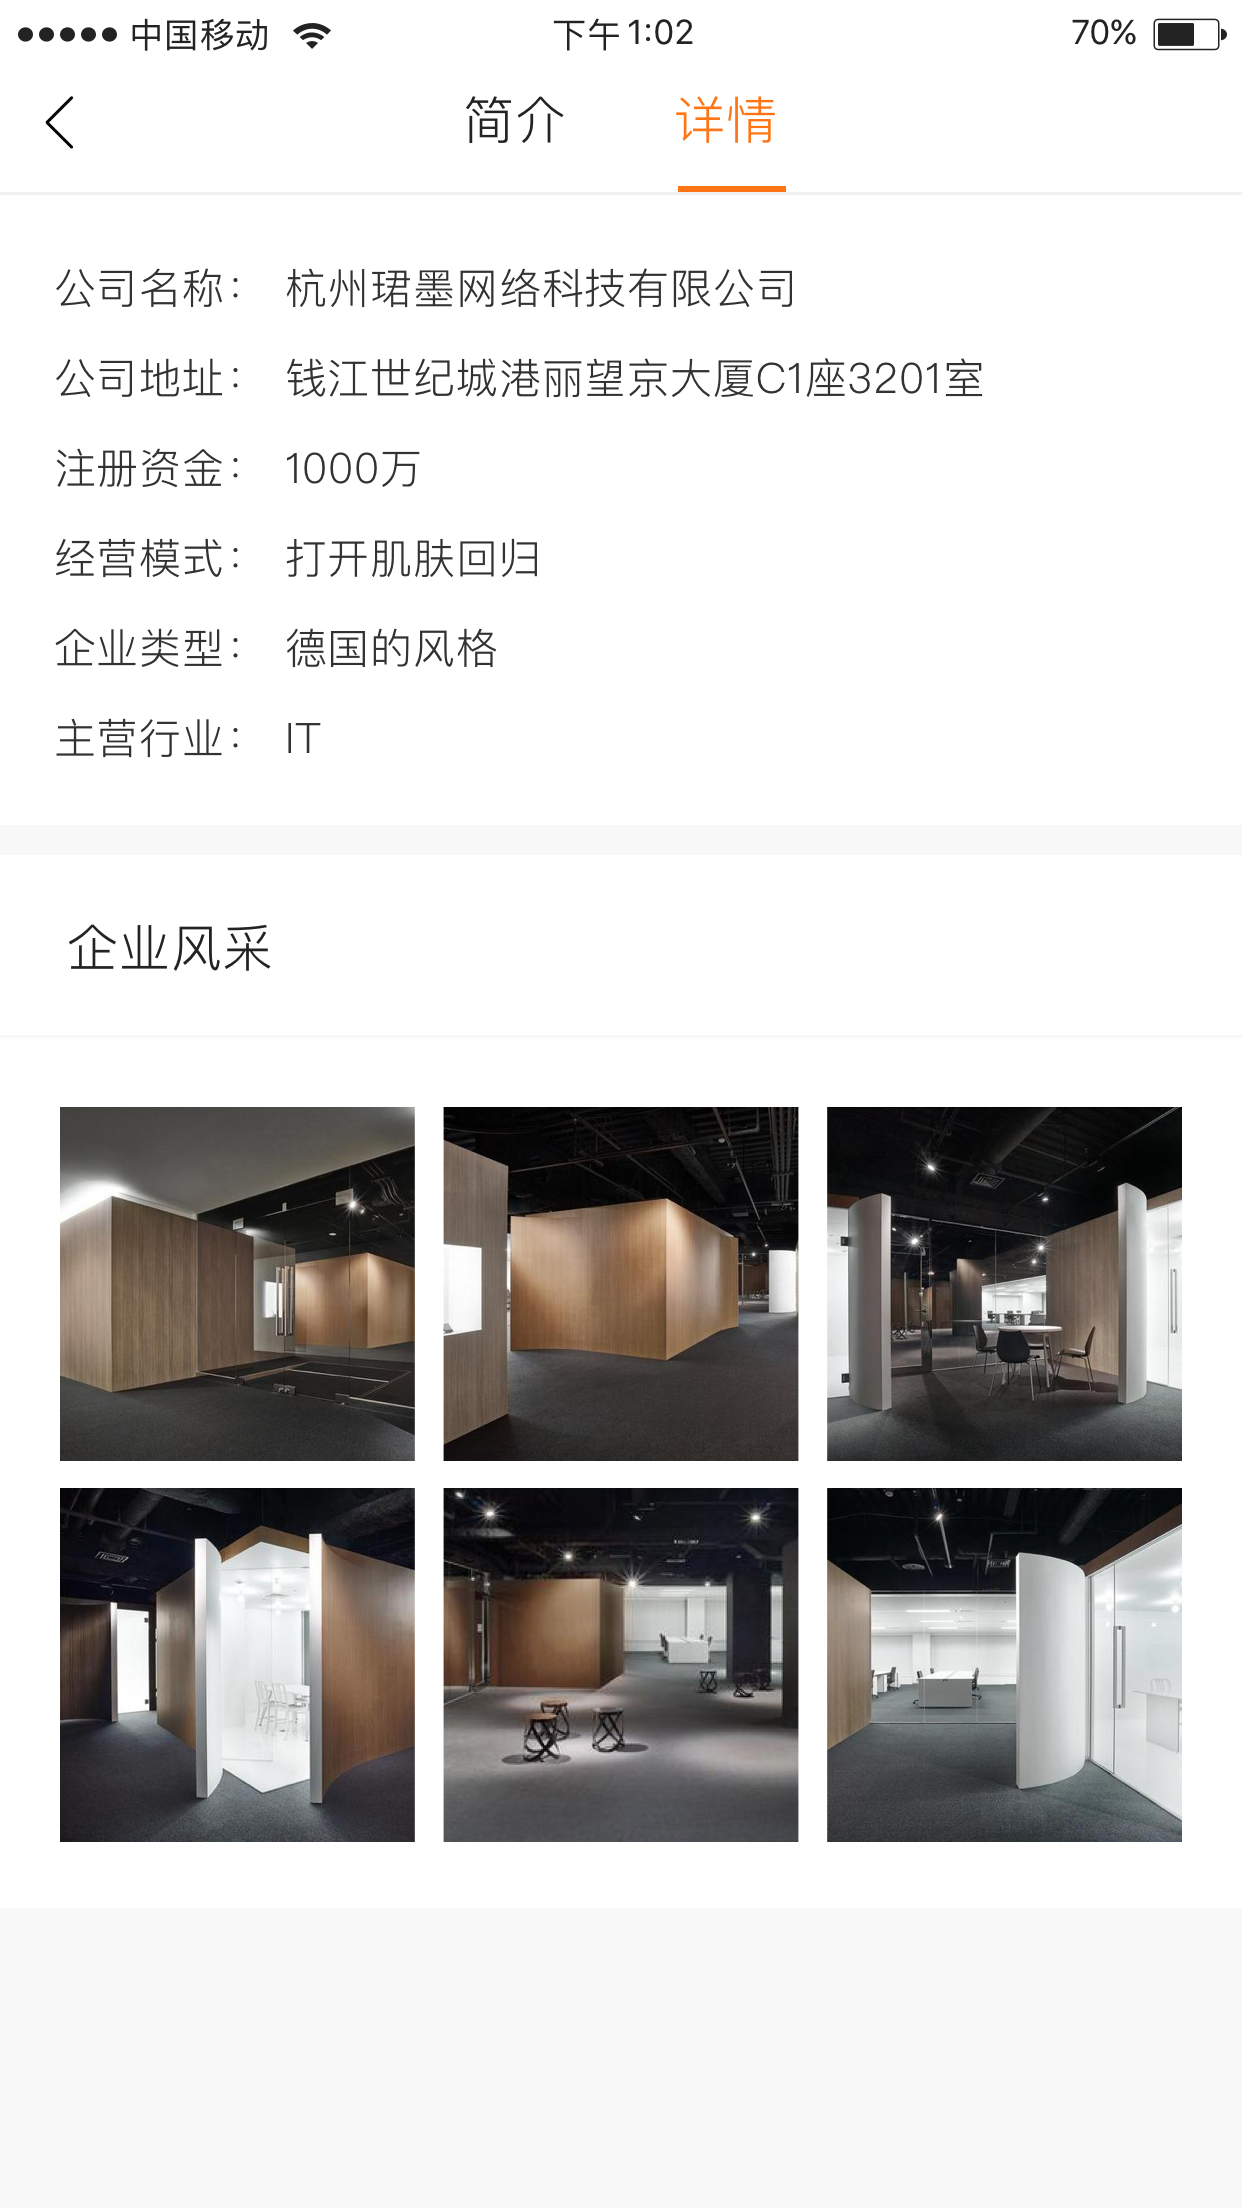 中国移动 下午1:02 70%
简介 详情
公司名称： 杭州珺墨网络科技有限公司
公司地址： 钱江世纪城港丽望京大厦C1座3201室
注册资金： 1000万
经营模式： 打开肌肤回归
企业类型： 德国的风格
主营行业： IT
企业风采